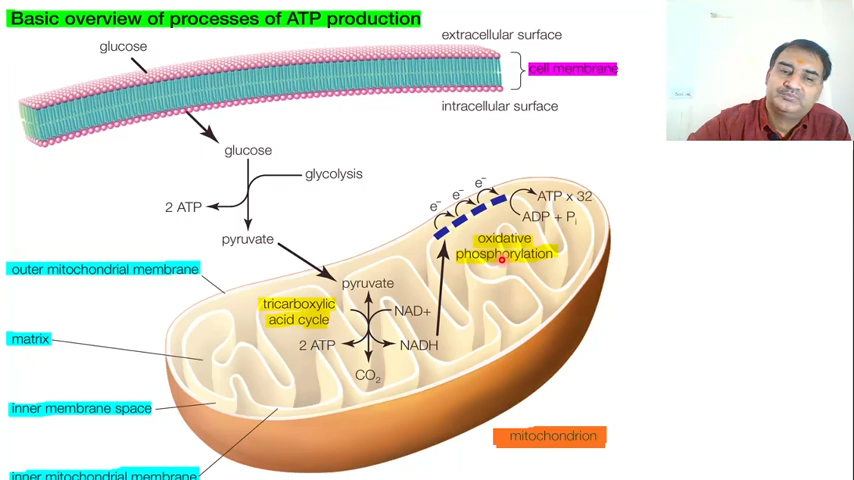 Basic overview of processes of ATP production
glucose
extracellular surface
cell membrane
intracellular surface
glucose
glycolysis
2 ATP
pyruvate
e⁻ e⁻ e⁻
ATP x 32
ADP + Pi
oxidative
phosphorylation
outer mitochondrial membrane
pyruvate
tricarboxylic
acid cycle
NAD+
matrix
2 ATP
NADH
CO₂
inner membrane space
mitochondrion
inner mitochondrial membrane